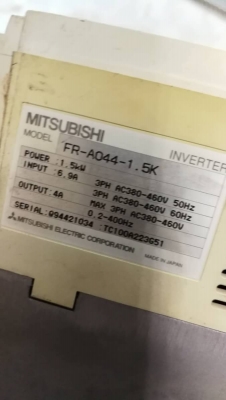 MITSUBISHI
INVERTER
MODEL FR-A044-1.5K
POWER : 1.5kW
INPUT : 6.9A 3PH AC380-460V 50Hz
3PH AC380-460V 60Hz
OUTPUT: 4A MAX 3PH AC380-460V
0.2-400Hz
SERIAL: Q94421034 TC100A223G51
MITSUBISHI ELECTRIC CORPORATION MADE IN JAPAN